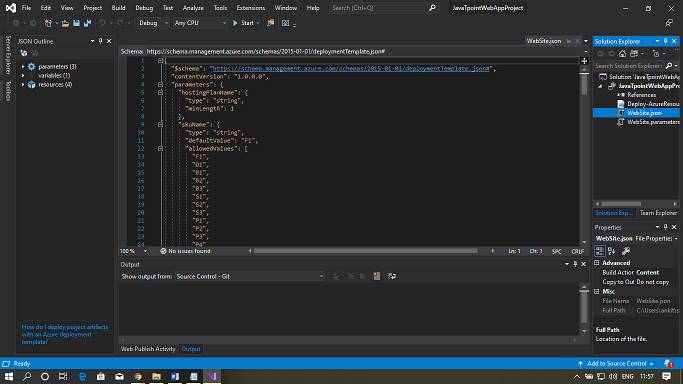 File Edit View Project Build Debug Test Analyze Tools Extensions Window Help Search (Ctrl+Q) JavaTpointWebAppProject
Debug Any CPU Start
Server Explorer
Toolbox
JSON Outline
parameters (3)
variables (1)
resources (4)
How do I deploy project artifacts
with an Azure deployment
template?
WebSite.json
Schema: https://schema.management.azure.com/schemas/2015-01-01/deploymentTemplate.json#
1 {
2 "$schema": "https://schema.management.azure.com/schemas/2015-01-01/deploymentTemplate.json#",
3 "contentVersion": "1.0.0.0",
4 "parameters": {
5 "hostingPlanName": {
6 "type": "string",
7 "minLength": 1
8 },
9 "skuName": {
10 "type": "string",
11 "defaultValue": "F1",
12 "allowedValues": [
13 "F1",
14 "D1",
15 "B1",
16 "B2",
17 "B3",
18 "S1",
19 "S2",
20 "S3",
21 "P1",
22 "P2",
23 "P3",
24 "P4"
100 % No issues found Ln: 1 Ch: 1 SPC CRLF
Output
Show output from: Source Control - Git
Web Publish Activity Output
Solution Explorer
Search Solution Explorer
Solution 'JavaTpointWebAp
JavaTpointWebAppPro
References
Deploy-AzureResou
WebSite.json
WebSite.parameters
Solution Exp... Team Explorer
Properties
WebSite.json File Properties
Advanced
Build Action Content
Copy to Out Do not copy
Misc
File Name WebSite.json
Full Path C:\Users\ankit\s
Full Path
Location of the file.
Ready Add to Source Control
ENG 11:57